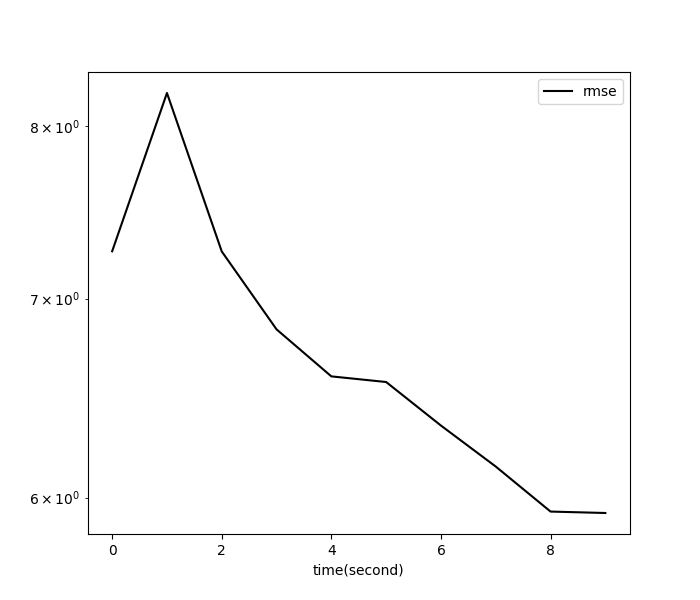 rmse
8 × 10⁰
7 × 10⁰
6 × 10⁰
0 2 4 6 8
time(second)